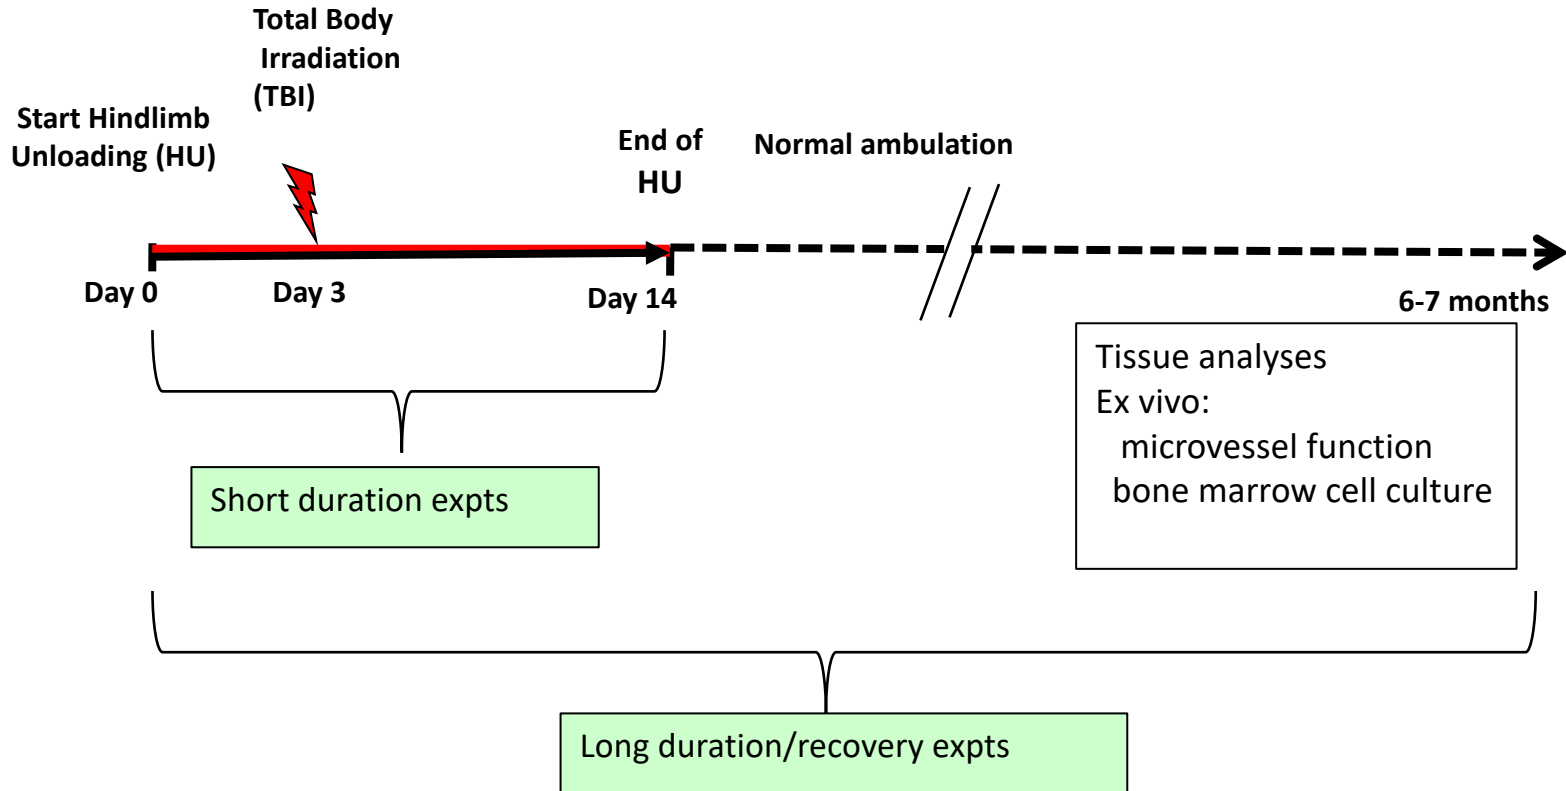 Total Body
Irradiation
(TBI)
Start Hindlimb
Unloading (HU)
End of
HU
Normal ambulation
Day 0
Day 3
Day 14
6-7 months
Tissue analyses
Ex vivo:
microvessel function
bone marrow cell culture
Short duration expts
Long duration/recovery expts